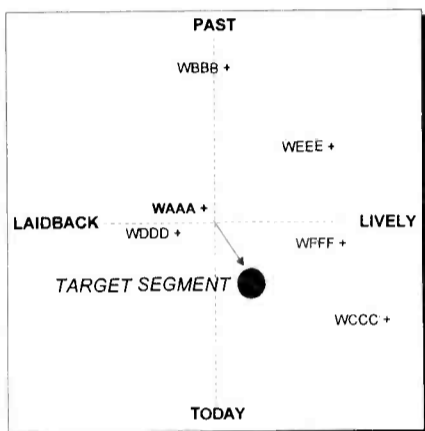 PAST
WBBB +
WEEE +
WAAA +
LAIDBACK
LIVELY
WDDD +
WFFF +
TARGET SEGMENT
WCCC +
TODAY